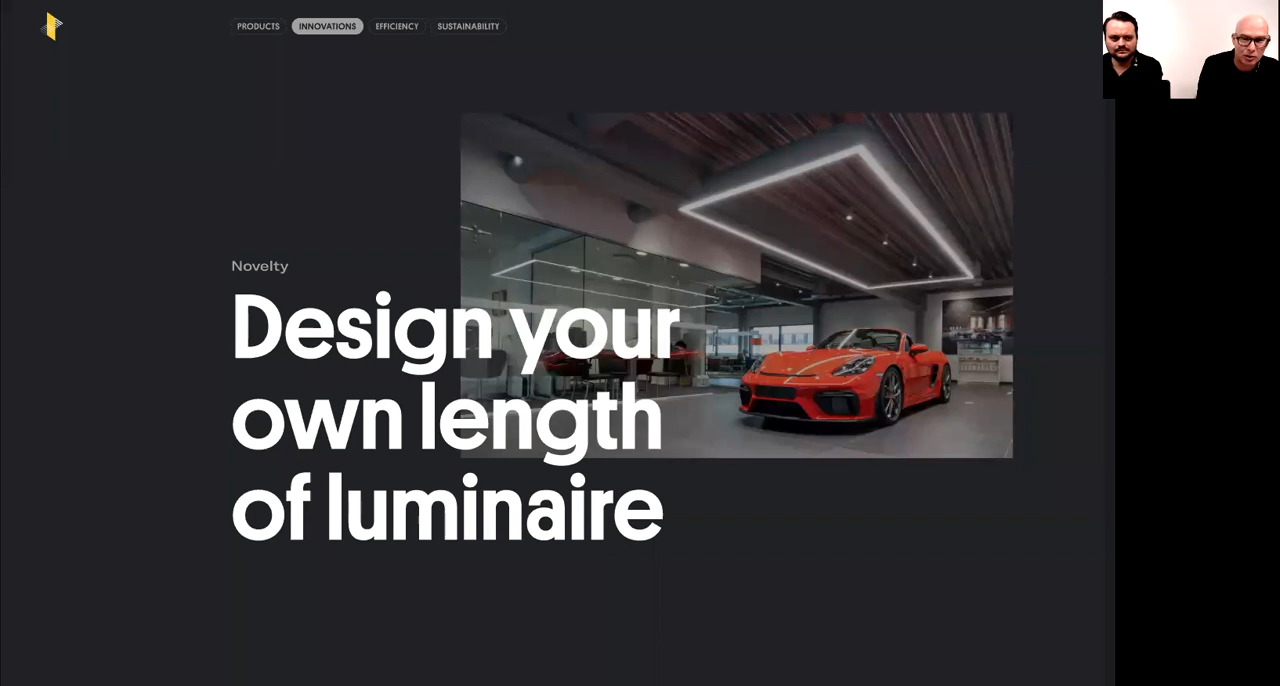 PRODUCTS
INNOVATIONS
EFFICIENCY
SUSTAINABILITY
Novelty
Design your
own length
of luminaire